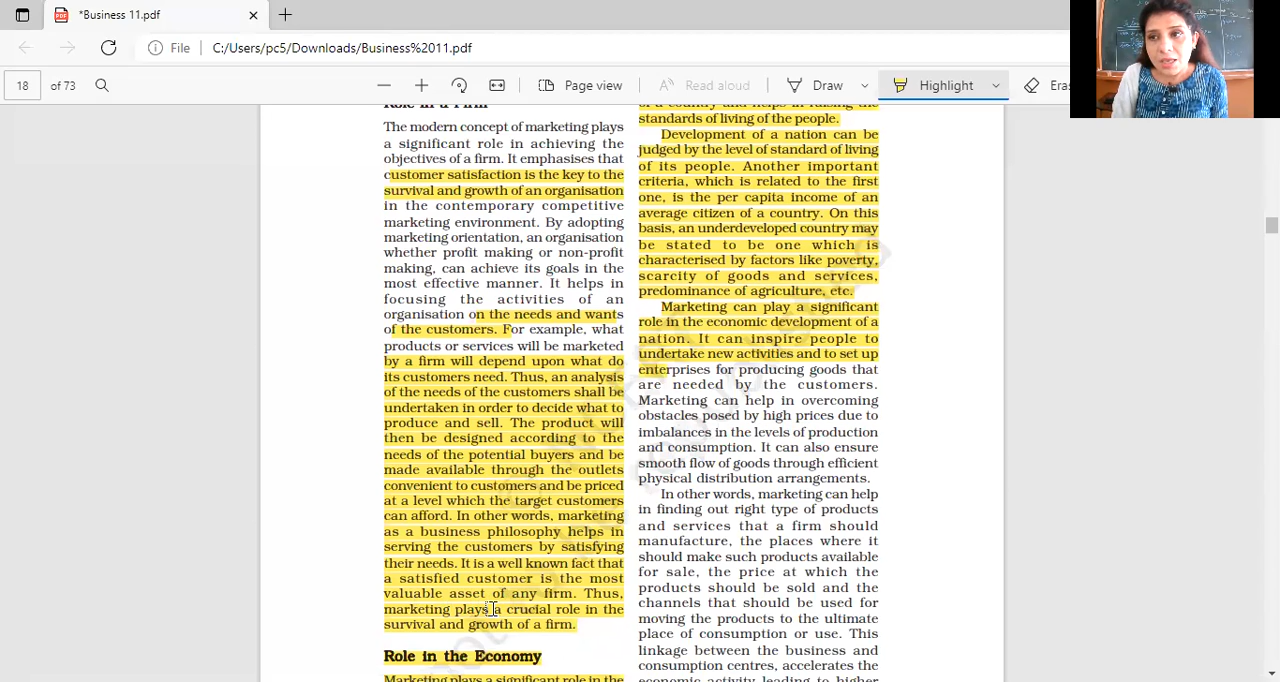 *Business 11.pdf
File
C:/Users/pc5/Downloads/Business%2011.pdf
18
of 73
Page view
Read aloud
Draw
Highlight
Role in a Firm
The modern concept of marketing plays
a significant role in achieving the
objectives of a firm. It emphasises that
customer satisfaction is the key to the
survival and growth of an organisation
in the contemporary competitive
marketing environment. By adopting
marketing orientation, an organisation
whether profit making or non-profit
making, can achieve its goals in the
most effective manner. It helps in
focusing the activities of an
organisation on the needs and wants
of the customers. For example, what
products or services will be marketed
by a firm will depend upon what do
its customers need. Thus, an analysis
of the needs of the customers shall be
undertaken in order to decide what to
produce and sell. The product will
then be designed according to the
needs of the potential buyers and be
made available through the outlets
convenient to customers and be priced
at a level which the target customers
can afford. In other words, marketing
as a business philosophy helps in
serving the customers by satisfying
their needs. It is a well known fact that
a satisfied customer is the most
valuable asset of any firm. Thus,
marketing plays a crucial role in the
survival and growth of a firm.
Role in the Economy
Marketing plays a significant role in the
of a country and helps in raising the
standards of living of the people.
Development of a nation can be
judged by the level of standard of living
of its people. Another important
criteria, which is related to the first
one, is the per capita income of an
average citizen of a country. On this
basis, an underdeveloped country may
be stated to be one which is
characterised by factors like poverty,
scarcity of goods and services,
predominance of agriculture, etc.
Marketing can play a significant
role in the economic development of a
nation. It can inspire people to
undertake new activities and to set up
enterprises for producing goods that
are needed by the customers.
Marketing can help in overcoming
obstacles posed by high prices due to
imbalances in the levels of production
and consumption. It can also ensure
smooth flow of goods through efficient
physical distribution arrangements.
In other words, marketing can help
in finding out right type of products
and services that a firm should
manufacture, the places where it
should make such products available
for sale, the price at which the
products should be sold and the
channels that should be used for
moving the products to the ultimate
place of consumption or use. This
linkage between the business and
consumption centres, accelerates the
economic activity leading to higher